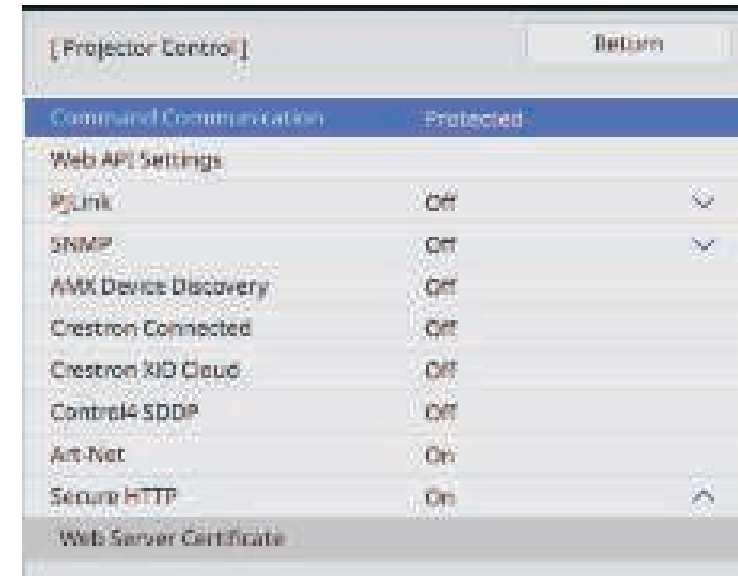 [ Projector Control ] Return
Command Communication Protected
Web API Settings
PJLink Off
SNMP Off
AMX Device Discovery Off
Crestron Connected Off
Crestron XiO Cloud Off
Control4 SDDP Off
Art-Net On
Secure HTTP On
Web Server Certificate